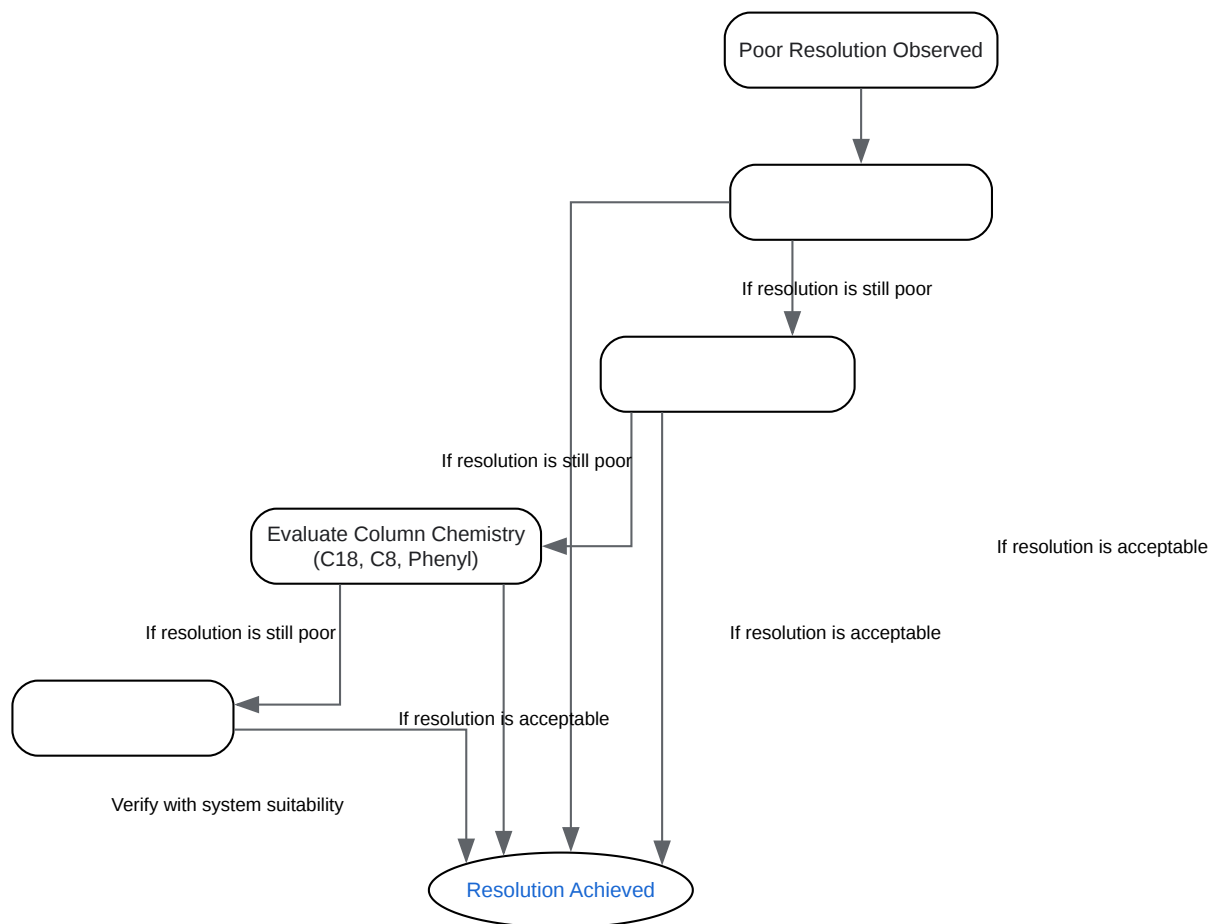 Poor Resolution Observed
If resolution is still poor
If resolution is still poor
Evaluate Column Chemistry
(C18, C8, Phenyl)
If resolution is acceptable
If resolution is still poor
If resolution is acceptable
If resolution is acceptable
Verify with system suitability
Resolution Achieved